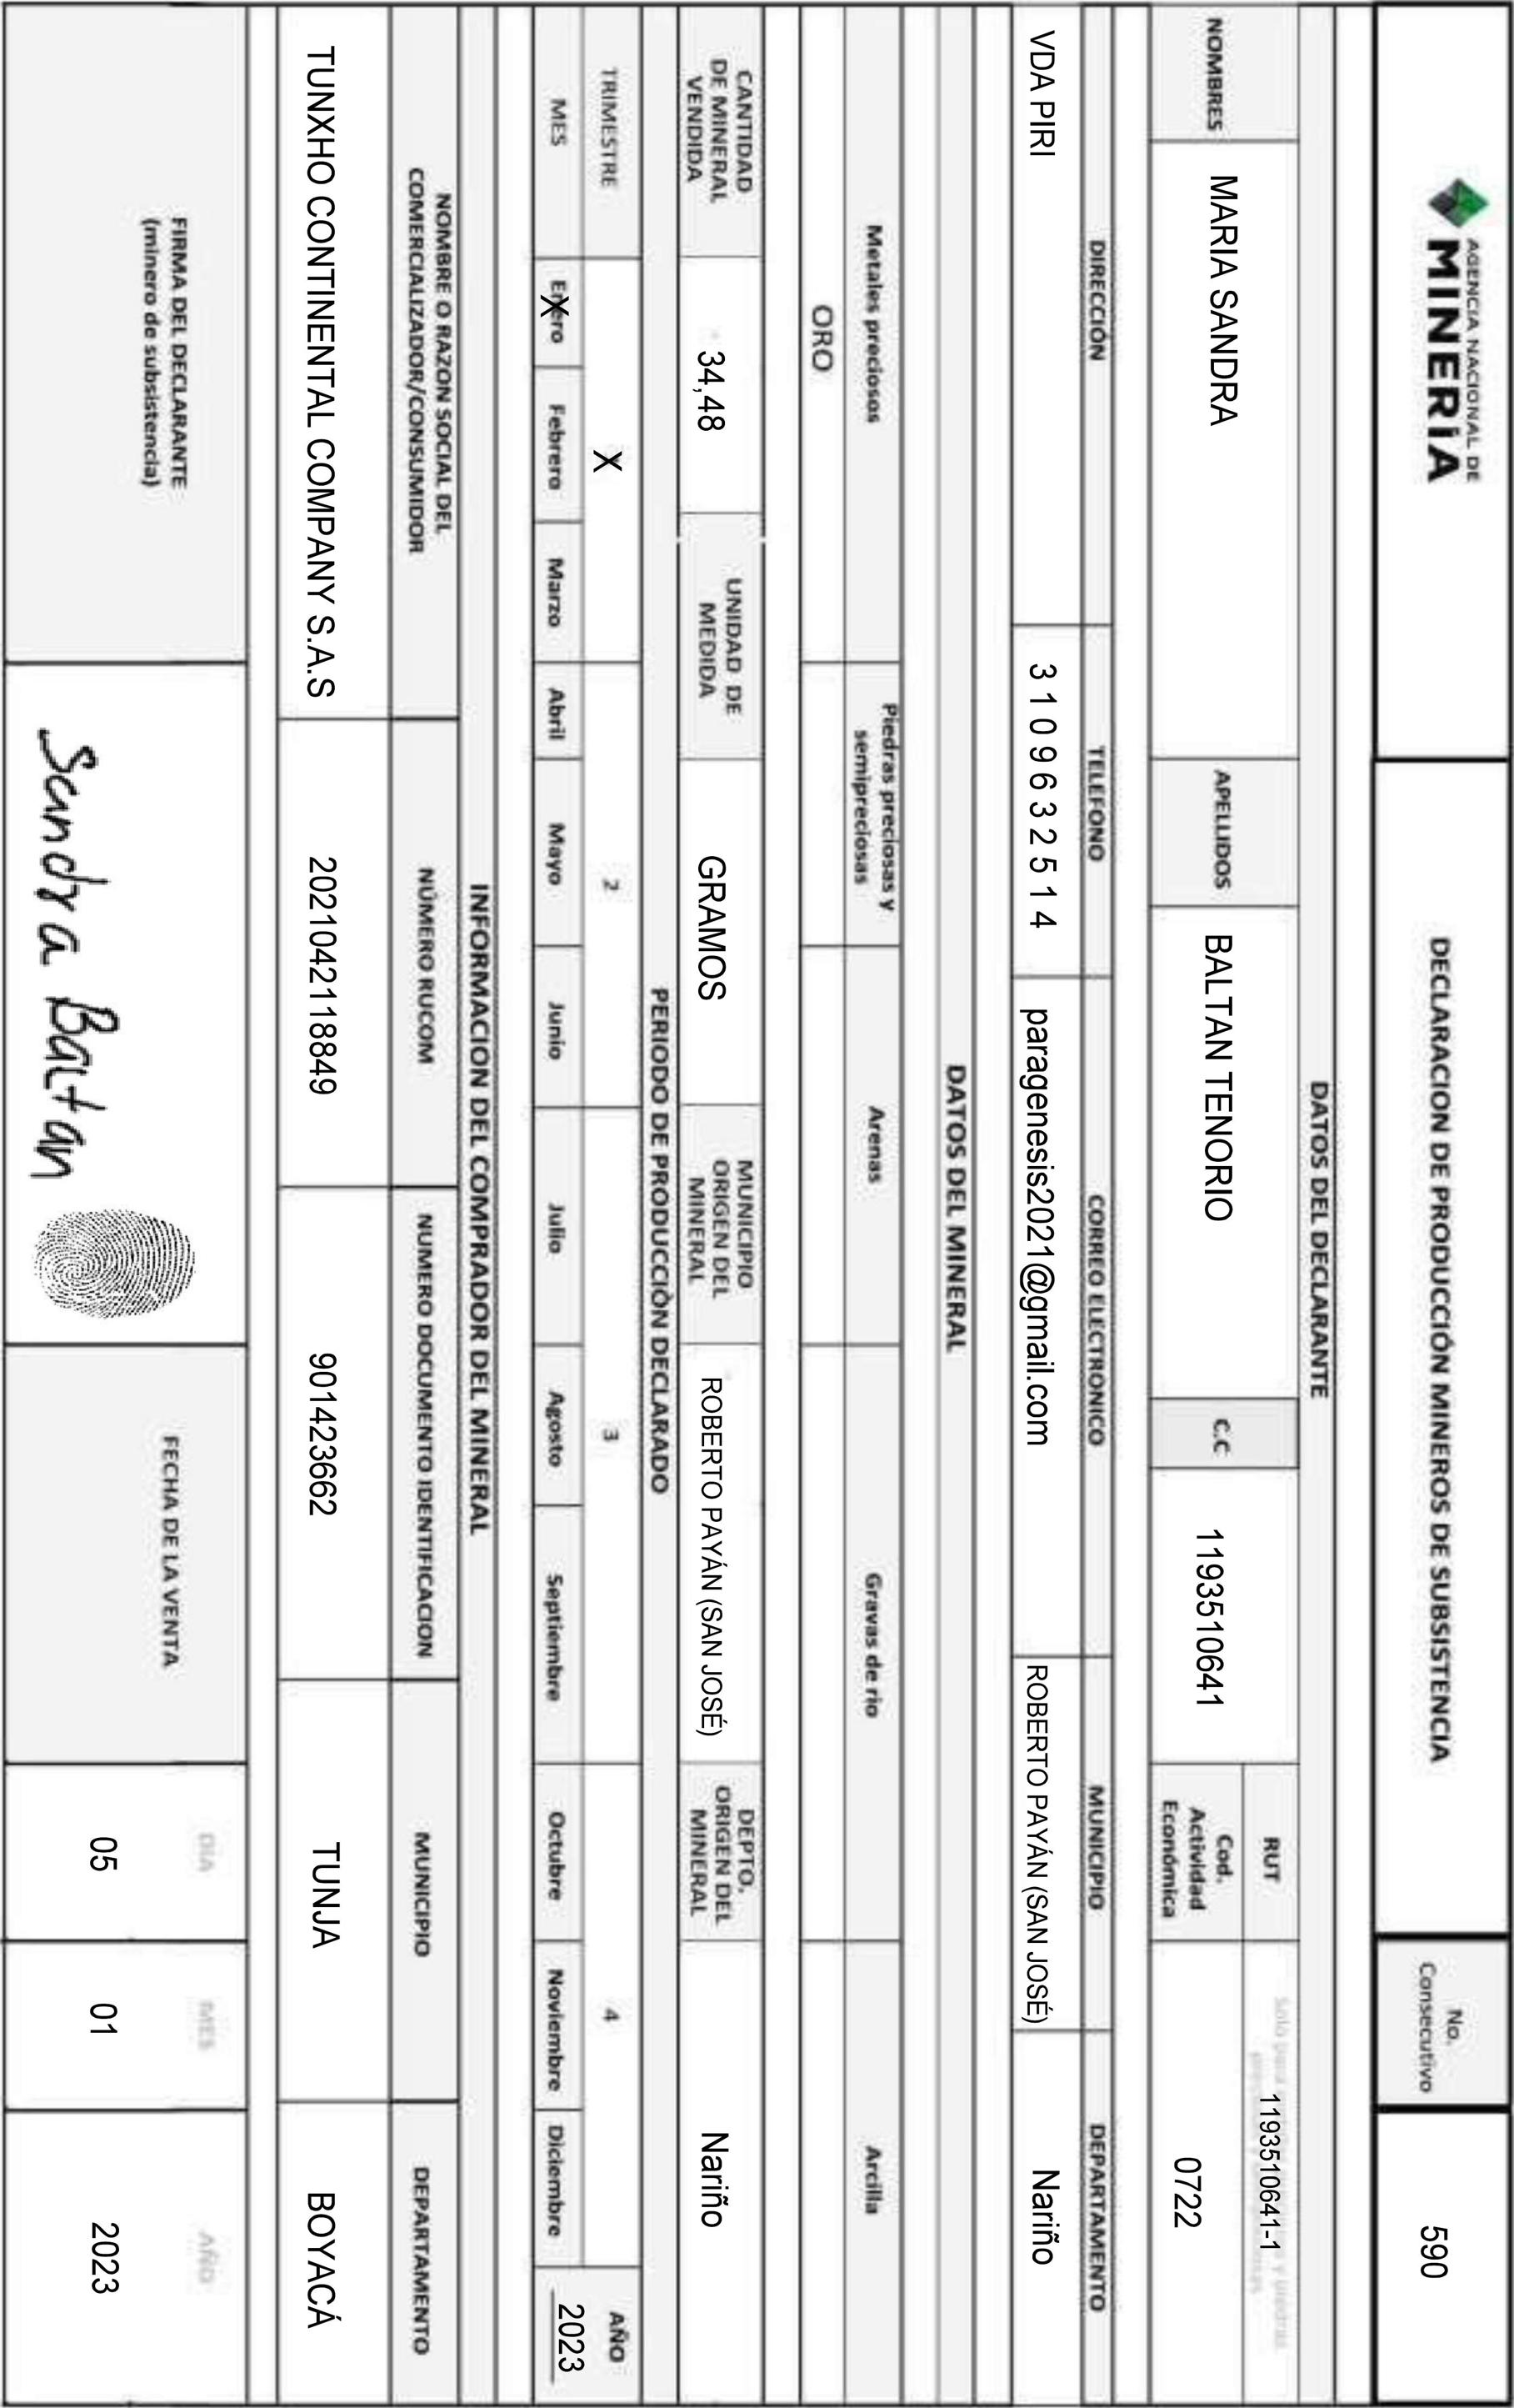 AGENCIA NACIONAL DE
MINERÍA
DECLARACION DE PRODUCCIÓN MINEROS DE SUBSISTENCIA
No.
Consecutivo
590
DATOS DEL DECLARANTE
NOMBRES
MARIA SANDRA
APELLIDOS
BALTAN TENORIO
C.C
1193510641
RUT
Solo para
1193510641-1
y piedras
Cod.
Actividad
Económica
0722
DIRECCIÓN
TELEFONO
CORREO ELECTRONICO
MUNICIPIO
DEPARTAMENTO
VDA PIRI
3 1 0 9 6 3 2 5 1 4
paragenesis2021@gmail.com
ROBERTO PAYÁN (SAN JOSÉ)
Nariño
DATOS DEL MINERAL
Metales preciosos
Piedras preciosas y
semipreciosas
Arenas
Gravas de rio
Arcilla
ORO
CANTIDAD
DE MINERAL
VENDIDA
34,48
UNIDAD DE
MEDIDA
GRAMOS
MUNICIPIO
ORIGEN DEL
MINERAL
ROBERTO PAYÁN (SAN JOSÉ)
DEPTO.
ORIGEN DEL
MINERAL
Nariño
PERIODO DE PRODUCCIÒN DECLARADO
TRIMESTRE
X
2
3
4
AÑO
MES
Enero
X
Febrero
Marzo
Abril
Mayo
Junio
Julio
Agosto
Septiembre
Octubre
Noviembre
Diciembre
2023
INFORMACION DEL COMPRADOR DEL MINERAL
NOMBRE O RAZON SOCIAL DEL
COMERCIALIZADOR/CONSUMIDOR
NÚMERO RUCOM
NUMERO DOCUMENTO IDENTIFICACION
MUNICIPIO
DEPARTAMENTO
TUNXHO CONTINENTAL COMPANY S.A.S
2021042118849
901423662
TUNJA
BOYACÁ
FIRMA DEL DECLARANTE
(minero de subsistencia)
Sandra Baltan
FECHA DE LA VENTA
DÍA
MES
AÑO
05
01
2023